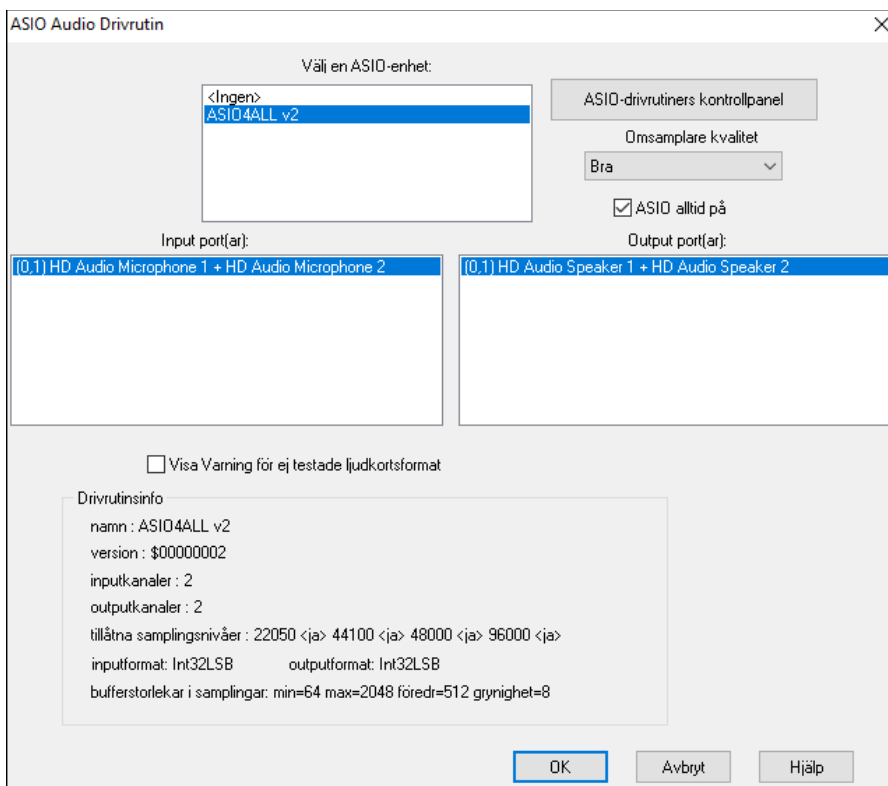 ASIO Audio Drivrutin
Välj en ASIO-enhet:
<Ingen>
ASIO4ALL v2
ASIO-drivrutiners kontrollpanel
Omsamplare kvalitet
Bra
ASIO alltid på
Input port(ar):
Output port(ar):
(0,1) HD Audio Microphone 1 + HD Audio Microphone 2
(0,1) HD Audio Speaker 1 + HD Audio Speaker 2
Visa Varning för ej testade ljudkortsformat
Drivrutinsinfo
namn : ASIO4ALL v2
version : $00000002
inputkanaler : 2
outputkanaler : 2
tillåtna samplingsnivåer : 22050 <ja> 44100 <ja> 48000 <ja> 96000 <ja>
inputformat: Int32LSB outputformat: Int32LSB
bufferstorlekar i samplingar: min=64 max=2048 föredr=512 grynighet=8
OK Avbryt Hjälp